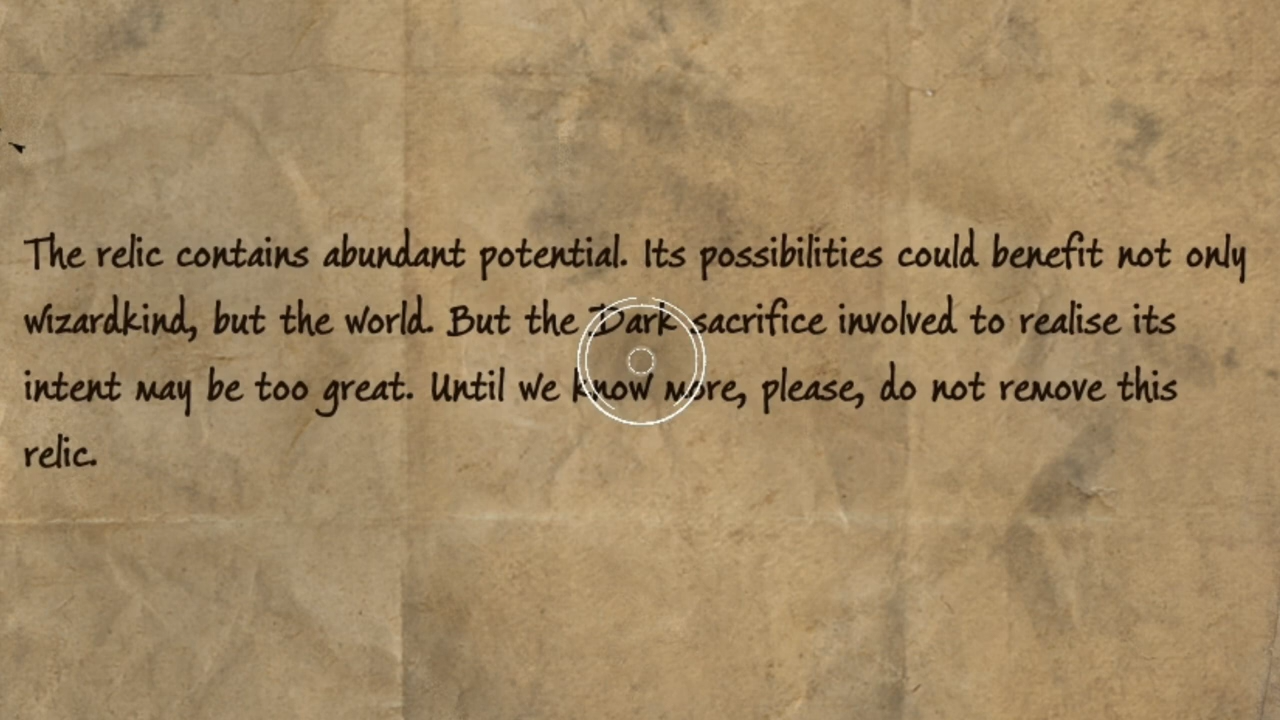 The relic contains abundant potential. Its possibilities could benefit not only
wizardkind, but the world. But the Dark sacrifice involved to realise its
intent may be too great. Until we know more, please, do not remove this
relic.